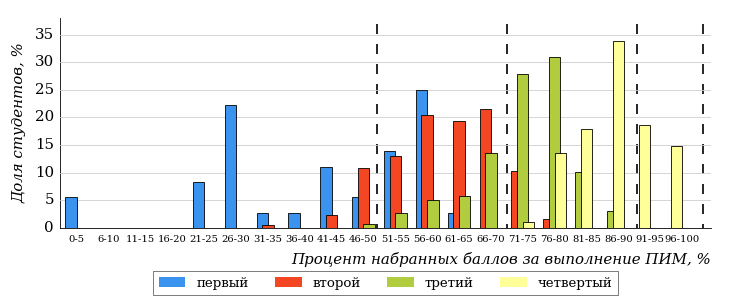 Доля студентов, %
35
30
25
20
15
10
5
0
0-5 6-10 11-15 16-20 21-25 26-30 31-35 36-40 41-45 46-50 51-55 56-60 61-65 66-70 71-75 76-80 81-85 86-90 91-95 96-100
Процент набранных баллов за выполнение ПИМ, %
первый второй третий четвертый